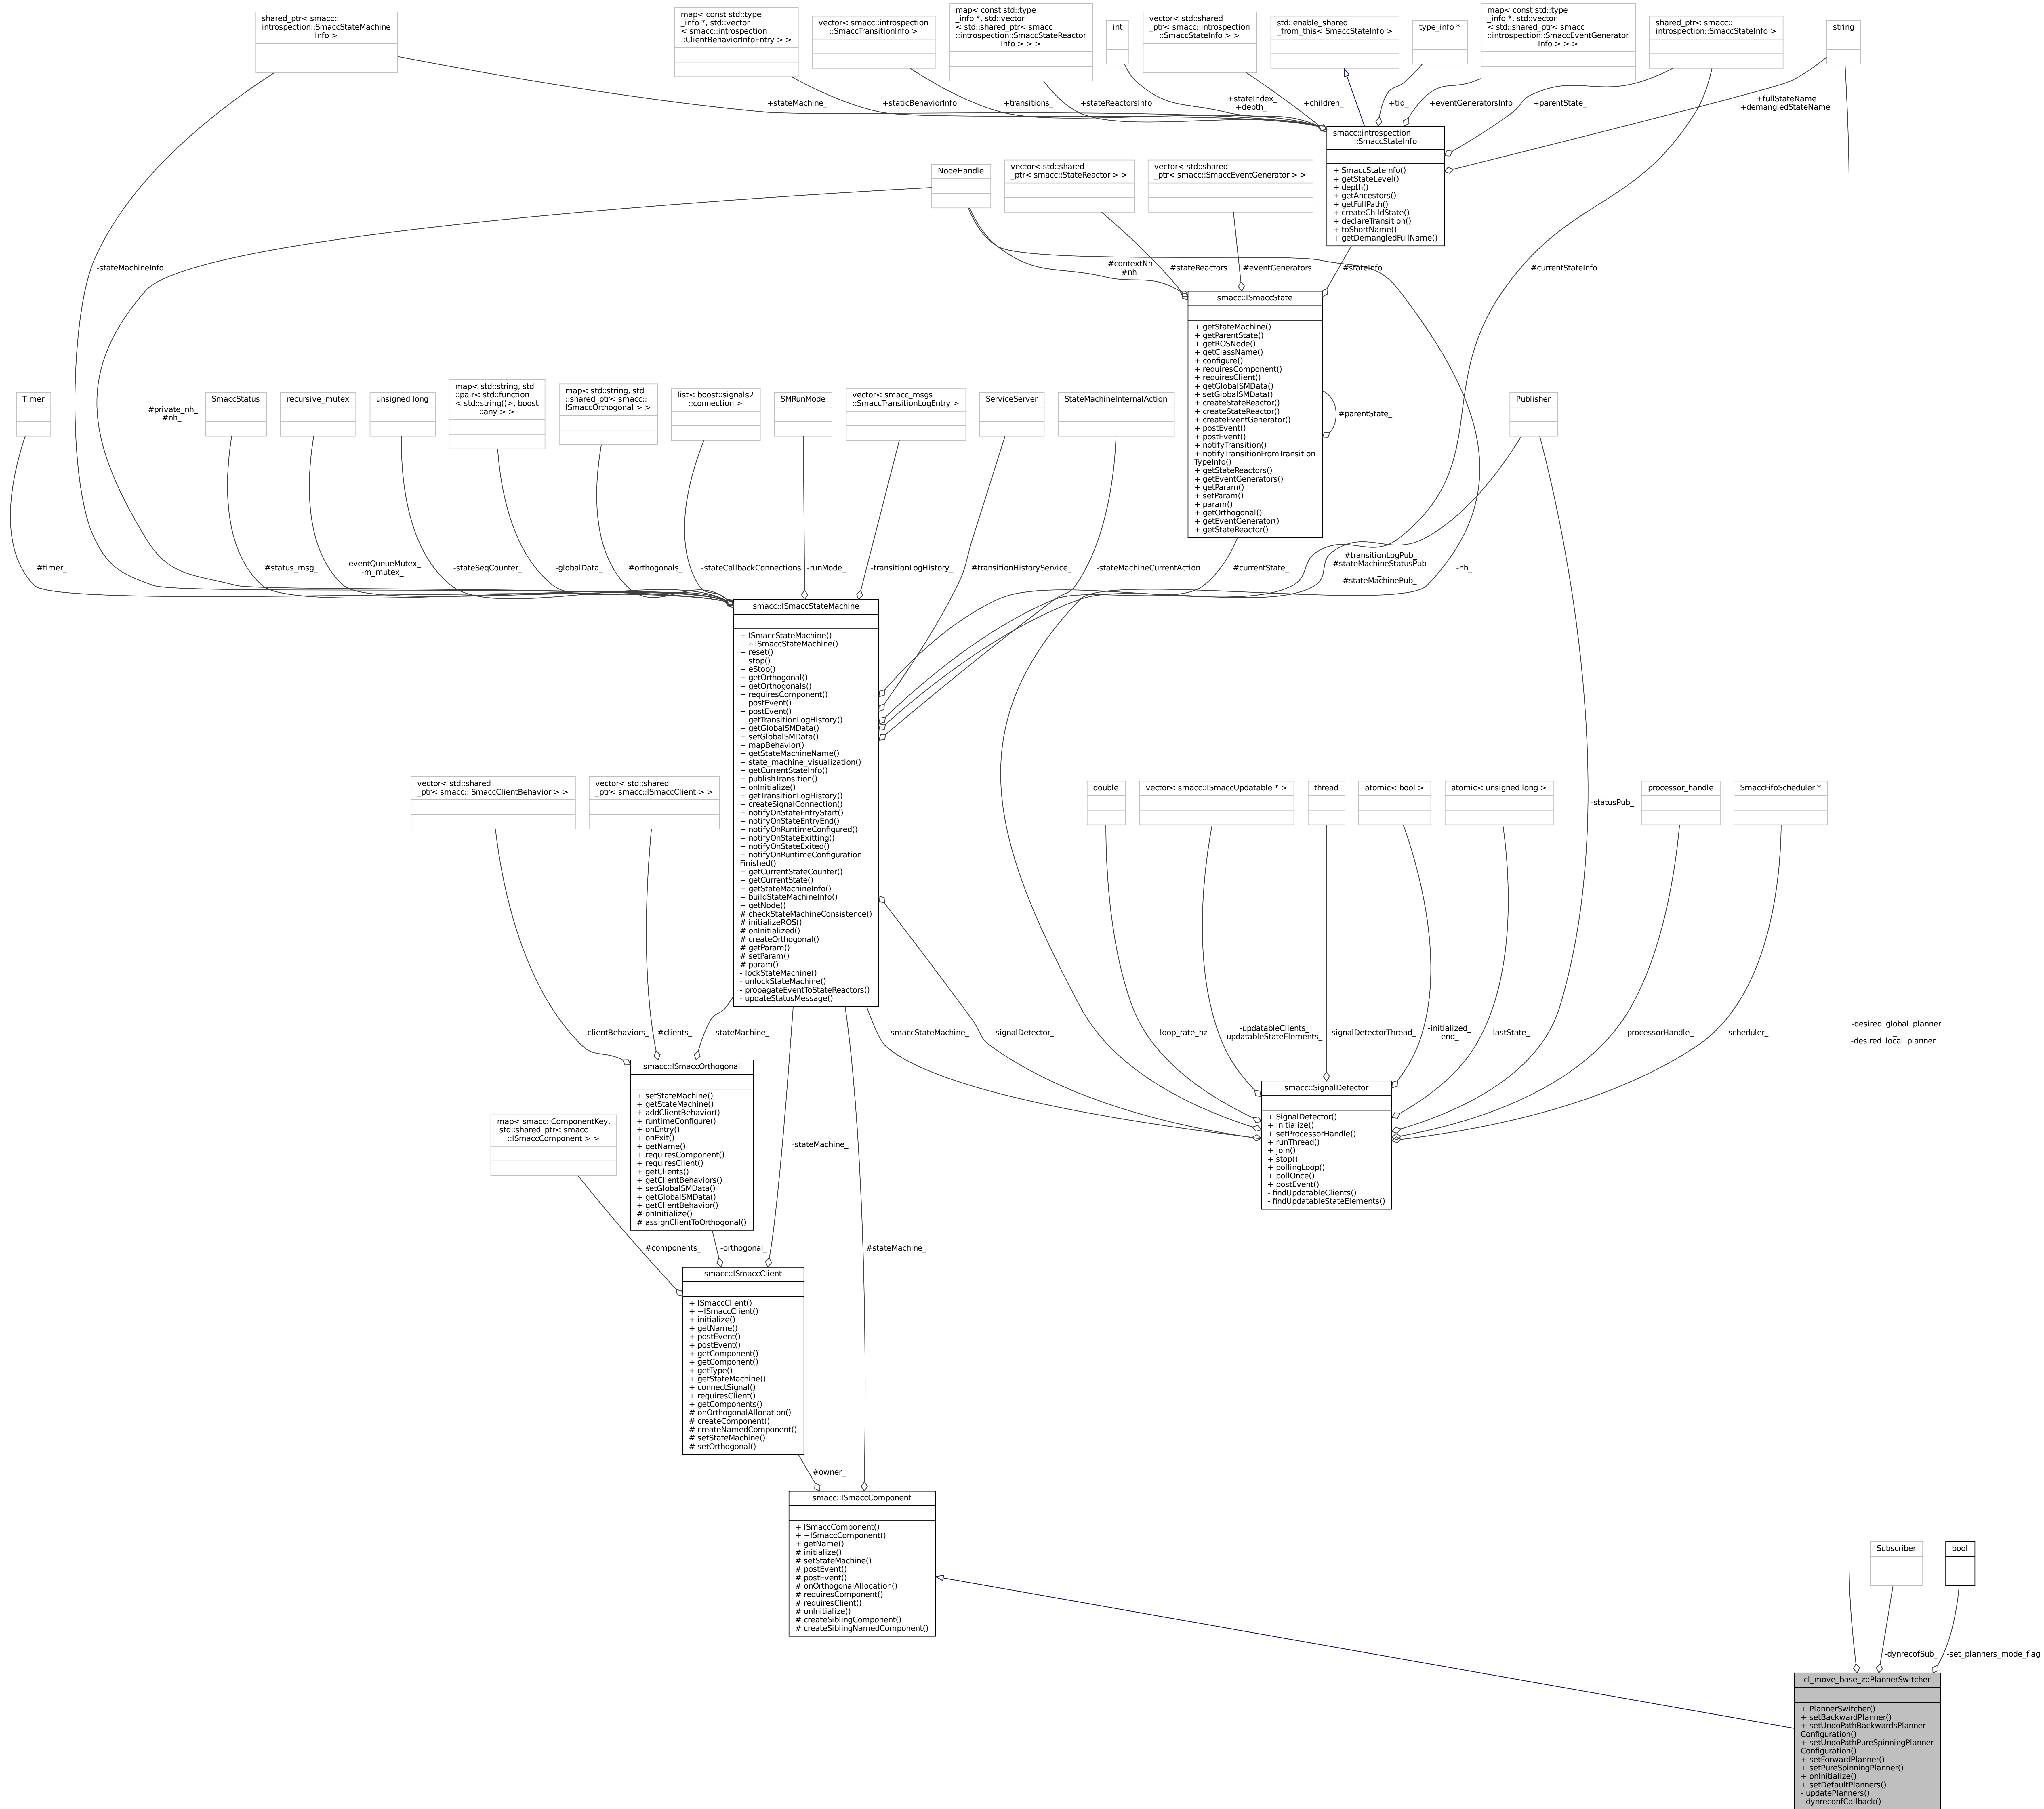 shared_ptr< smacc::
introspection::SmaccStateMachine
Info >
map< const std::type
_info *, std::vector
< smacc::introspection
::ClientBehaviorInfoEntry > >
vector< smacc::introspection
::SmaccTransitionInfo >
map< const std::type
_info *, std::vector
< std::shared_ptr< smacc
::introspection::SmaccStateReactor
Info > > >
int
vector< std::shared
_ptr< smacc::introspection
::SmaccStateInfo > >
std::enable_shared
_from_this< SmaccStateInfo >
type_info *
map< const std::type
_info *, std::vector
< std::shared_ptr< smacc
::introspection::SmaccEventGenerator
Info > > >
shared_ptr< smacc::
introspection::SmaccStateInfo >
string
+stateMachine_
+staticBehaviorInfo
+transitions_
+stateReactorsInfo
+stateIndex_
+depth_
+children_
+tid_
+eventGeneratorsInfo
+parentState_
+fullStateName
+demangledStateName
smacc::introspection
::SmaccStateInfo
+ SmaccStateInfo()
+ getStateLevel()
+ depth()
+ getAncestors()
+ getFullPath()
+ createChildState()
+ declareTransition()
+ toShortName()
+ getDemangledFullName()
NodeHandle
vector< std::shared
_ptr< smacc::StateReactor > >
vector< std::shared
_ptr< smacc::SmaccEventGenerator > >
-stateMachineInfo_
#contextNh
#nh
#stateReactors_
#eventGenerators_
#stateInfo_
#currentStateInfo_
smacc::ISmaccState
+ getStateMachine()
+ getParentState()
+ getROSNode()
+ getClassName()
+ configure()
+ requiresComponent()
+ requiresClient()
+ getGlobalSMData()
+ setGlobalSMData()
+ createStateReactor()
+ createStateReactor()
+ createEventGenerator()
+ postEvent()
+ postEvent()
+ notifyTransition()
+ notifyTransitionFromTransition
TypeInfo()
+ getStateReactors()
+ getEventGenerators()
+ getParam()
+ setParam()
+ param()
+ getOrthogonal()
+ getEventGenerator()
+ getStateReactor()
#parentState_
Timer
#private_nh_
#nh_
SmaccStatus
recursive_mutex
unsigned long
map< std::string, std
::pair< std::function
< std::string()>, boost
::any > >
map< std::string, std
::shared_ptr< smacc::
ISmaccOrthogonal > >
list< boost::signals2
::connection >
SMRunMode
vector< smacc_msgs
::SmaccTransitionLogEntry >
ServiceServer
StateMachineInternalAction
Publisher
#timer_
#status_msg_
-eventQueueMutex_
-m_mutex_
-stateSeqCounter_
-globalData_
#orthogonals_
-stateCallbackConnections
-runMode_
-transitionLogHistory_
#transitionHistoryService_
-stateMachineCurrentAction
#currentState_
#transitionLogPub_
#stateMachineStatusPub
_
#stateMachinePub_
-nh_
smacc::ISmaccStateMachine
+ ISmaccStateMachine()
+ ~ISmaccStateMachine()
+ reset()
+ stop()
+ eStop()
+ getOrthogonal()
+ getOrthogonals()
+ requiresComponent()
+ postEvent()
+ postEvent()
+ getTransitionLogHistory()
+ getGlobalSMData()
+ setGlobalSMData()
+ mapBehavior()
+ getStateMachineName()
+ state_machine_visualization()
+ getCurrentStateInfo()
+ publishTransition()
+ onInitialize()
+ getTransitionLogHistory()
+ createSignalConnection()
+ notifyOnStateEntryStart()
+ notifyOnStateEntryEnd()
+ notifyOnRuntimeConfigured()
+ notifyOnStateExitting()
+ notifyOnStateExited()
+ notifyOnRuntimeConfiguration
Finished()
+ getCurrentStateCounter()
+ getCurrentState()
+ getStateMachineInfo()
+ buildStateMachineInfo()
+ getNode()
# checkStateMachineConsistence()
# initializeROS()
# onInitialized()
# createOrthogonal()
# getParam()
# setParam()
# param()
- lockStateMachine()
- unlockStateMachine()
- propagateEventToStateReactors()
- updateStatusMessage()
vector< std::shared
_ptr< smacc::ISmaccClientBehavior > >
vector< std::shared
_ptr< smacc::ISmaccClient > >
double
vector< smacc::ISmaccUpdatable * >
thread
atomic< bool >
atomic< unsigned long >
-statusPub_
processor_handle
SmaccFifoScheduler *
-clientBehaviors_
#clients_
-stateMachine_
-smaccStateMachine_
-signalDetector_
-loop_rate_hz
-updatableClients_
-updatableStateElements_
-signalDetectorThread_
-initialized_
-end_
-lastState_
-processorHandle_
-scheduler_
-desired_global_planner
_
-desired_local_planner_
smacc::ISmaccOrthogonal
+ setStateMachine()
+ getStateMachine()
+ addClientBehavior()
+ runtimeConfigure()
+ onEntry()
+ onExit()
+ getName()
+ requiresComponent()
+ requiresClient()
+ getClients()
+ getClientBehaviors()
+ setGlobalSMData()
+ getGlobalSMData()
+ getClientBehavior()
# onInitialize()
# assignClientToOrthogonal()
smacc::SignalDetector
+ SignalDetector()
+ initialize()
+ setProcessorHandle()
+ runThread()
+ join()
+ stop()
+ pollingLoop()
+ pollOnce()
+ postEvent()
- findUpdatableClients()
- findUpdatableStateElements()
map< smacc::ComponentKey,
std::shared_ptr< smacc
::ISmaccComponent > >
-stateMachine_
#components_
-orthogonal_
#stateMachine_
smacc::ISmaccClient
+ ISmaccClient()
+ ~ISmaccClient()
+ initialize()
+ getName()
+ postEvent()
+ postEvent()
+ getComponent()
+ getComponent()
+ getType()
+ getStateMachine()
+ connectSignal()
+ requiresClient()
+ getComponents()
# onOrthogonalAllocation()
# createComponent()
# createNamedComponent()
# setStateMachine()
# setOrthogonal()
#owner_
smacc::ISmaccComponent
+ ISmaccComponent()
+ ~ISmaccComponent()
+ getName()
# initialize()
# setStateMachine()
# postEvent()
# postEvent()
# onOrthogonalAllocation()
# requiresComponent()
# requiresClient()
# onInitialize()
# createSiblingComponent()
# createSiblingNamedComponent()
Subscriber
bool
-dynrecofSub_
-set_planners_mode_flag
cl_move_base_z::PlannerSwitcher
+ PlannerSwitcher()
+ setBackwardPlanner()
+ setUndoPathBackwardsPlanner
Configuration()
+ setUndoPathPureSpinningPlanner
Configuration()
+ setForwardPlanner()
+ setPureSpinningPlanner()
+ onInitialize()
+ setDefaultPlanners()
- updatePlanners()
- dynreconfCallback()